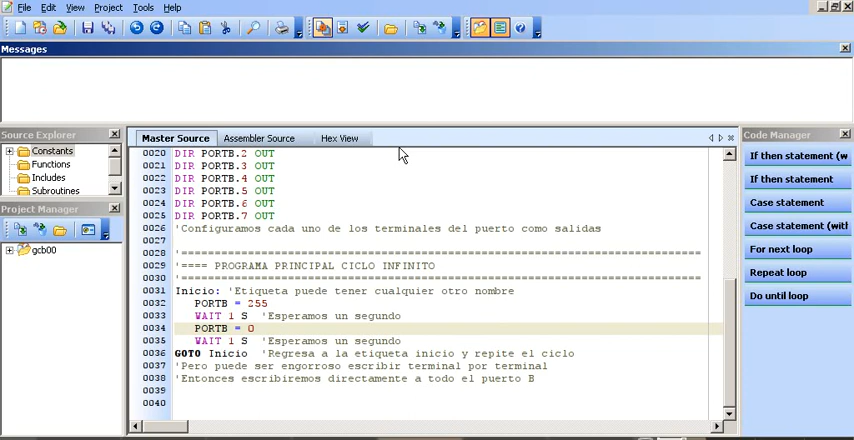 File Edit View Project Tools Help
Messages
Source Explorer
Constants
Functions
Includes
Subroutines
Project Manager
gcb00
Master Source Assembler Source Hex View
0020 DIR PORTB.2 OUT
0021 DIR PORTB.3 OUT
0022 DIR PORTB.4 OUT
0023 DIR PORTB.5 OUT
0024 DIR PORTB.6 OUT
0025 DIR PORTB.7 OUT
0026 'Configuramos cada uno de los terminales del puerto como salidas
0027
0028 '===============================================================
0029 '==== PROGRAMA PRINCIPAL CICLO INFINITO
0030 '===============================================================
0031 Inicio: 'Etiqueta puede tener cualquier otro nombre
0032 PORTB = 255
0033 WAIT 1 S 'Esperamos un segundo
0034 PORTB = 0
0035 WAIT 1 S 'Esperamos un segundo
0036 GOTO Inicio 'Regresa a la etiqueta inicio y repite el ciclo
0037 'Pero puede ser engorroso escribir terminal por terminal
0038 'Entonces escribiremos directamente a todo el puerto B
0039
0040
Code Manager
If then statement (w
If then statement
Case statement
Case statement (with
For next loop
Repeat loop
Do until loop